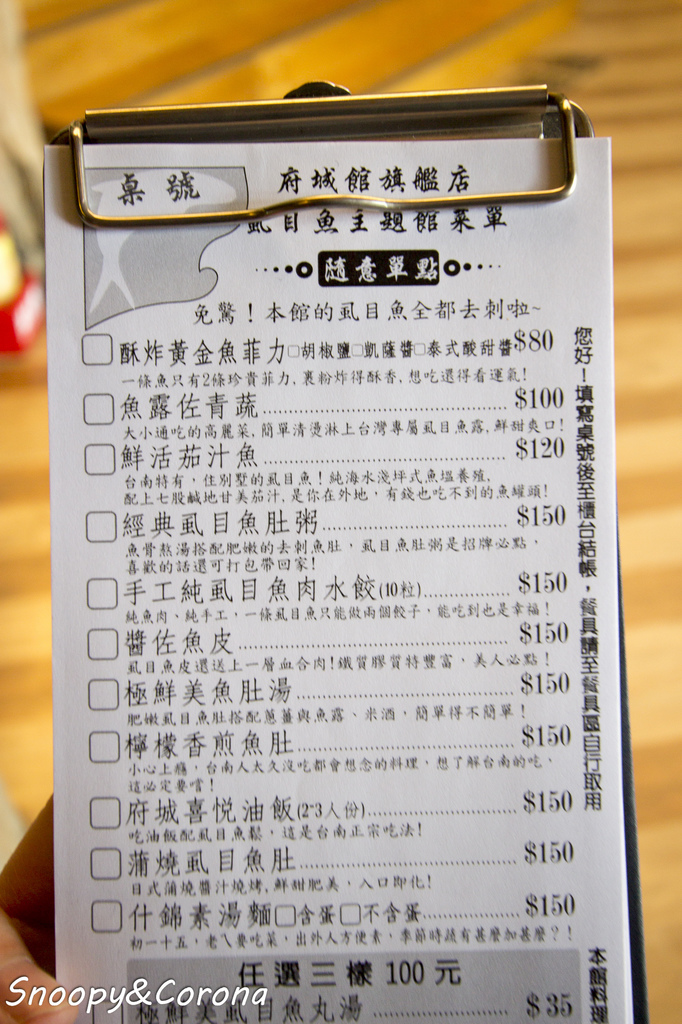 桌號
府城館旗艦店
虱目魚主題館菜單
隨意單點
免驚！本館的虱目魚全都去刺啦~
酥炸黃金魚菲力□胡椒鹽□凱薩醬□泰式酸甜醬$80
一條魚只有2條珍貴菲力,裹粉炸得酥香,想吃還得看運氣!
魚露佐青蔬 $100
大小通吃的高麗菜,簡單清燙淋上台灣專屬虱目魚露,鮮甜爽口!
鮮活茄汁魚 $120
台南特有，住別墅的虱目魚!純海水淺坪式魚塭養殖,
配上七股鹹地甘美茄汁,是你在外地，有錢也吃不到的魚罐頭!
經典虱目魚肚粥 $150
魚骨熬湯搭配肥嫩的去刺魚肚，虱目魚肚粥是招牌必點，
喜歡的話還可打包帶回家!
手工純虱目魚肉水餃(10粒) $150
純魚肉、純手工，一條虱目魚只能做兩個餃子，能吃到也是幸福!
醬佐魚皮 $150
虱目魚皮還送上一層血合肉!鐵質膠質特豐富，美人必點!
極鮮美魚肚湯 $150
肥嫩虱目魚肚搭配蔥薑與魚露、米酒，簡單得不簡單!
檸檬香煎魚肚 $150
小心上癮，台南人太久沒吃都會想念的料理，想了解台南的吃，
這必定要嚐!
府城喜悅油飯(2~3人份) $150
吃油飯配虱目魚鬆，這是台南正宗吃法!
蒲燒虱目魚肚 $150
日式蒲燒醬汁燒烤,鮮甜肥美，入口即化!
什錦素湯麵□含蛋□不含蛋 $150
初一十五，老ㄟ要吃菜，出外人方便素，季節時蔬有甚麼加甚麼?!
任選三樣 100 元
極鮮美虱目魚丸湯 $35
您好!填寫桌號後至櫃台結帳，餐具請至餐具區自行取用
本館料理
Snoopy&Corona